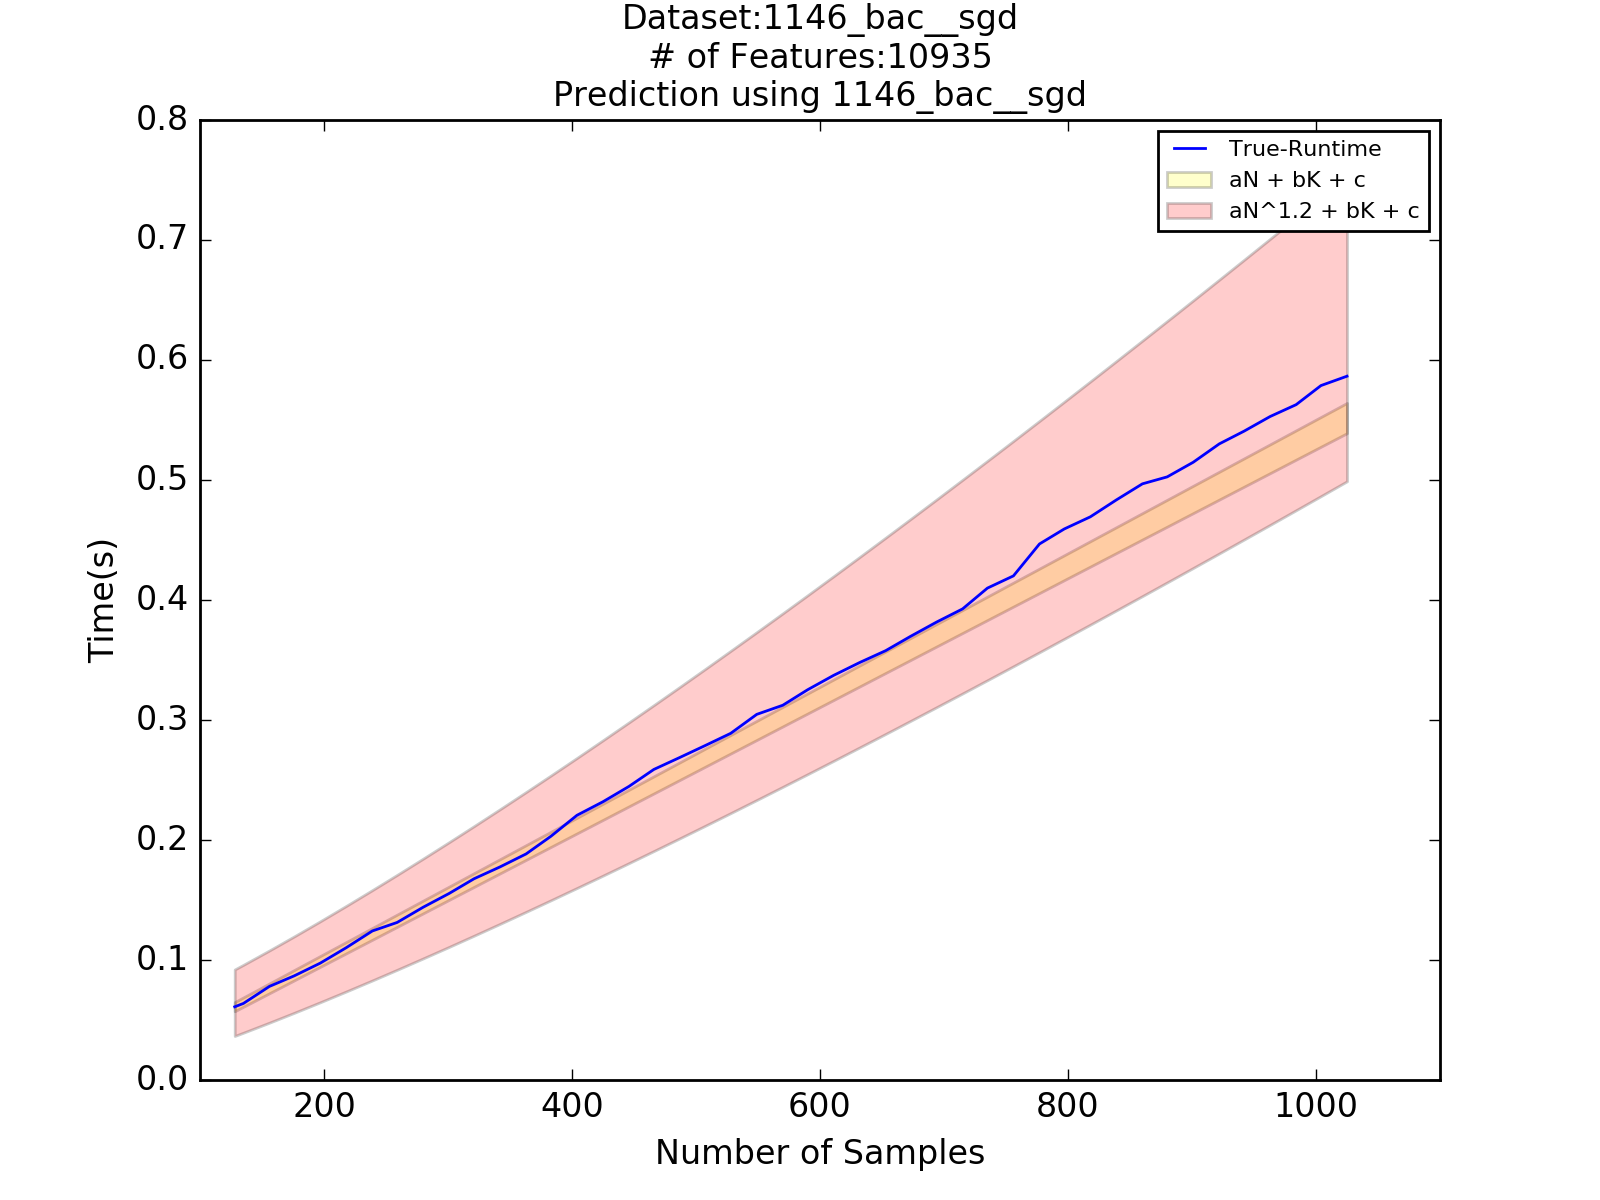 Dataset:1146_bac__sgd
# of Features:10935
Prediction using 1146_bac__sgd
0.8
0.7
0.6
0.5
0.4
0.3
0.2
0.1
0.0
Time(s)
True-Runtime
aN + bK + c
aN^1.2 + bK + c
200 400 600 800 1000
Number of Samples